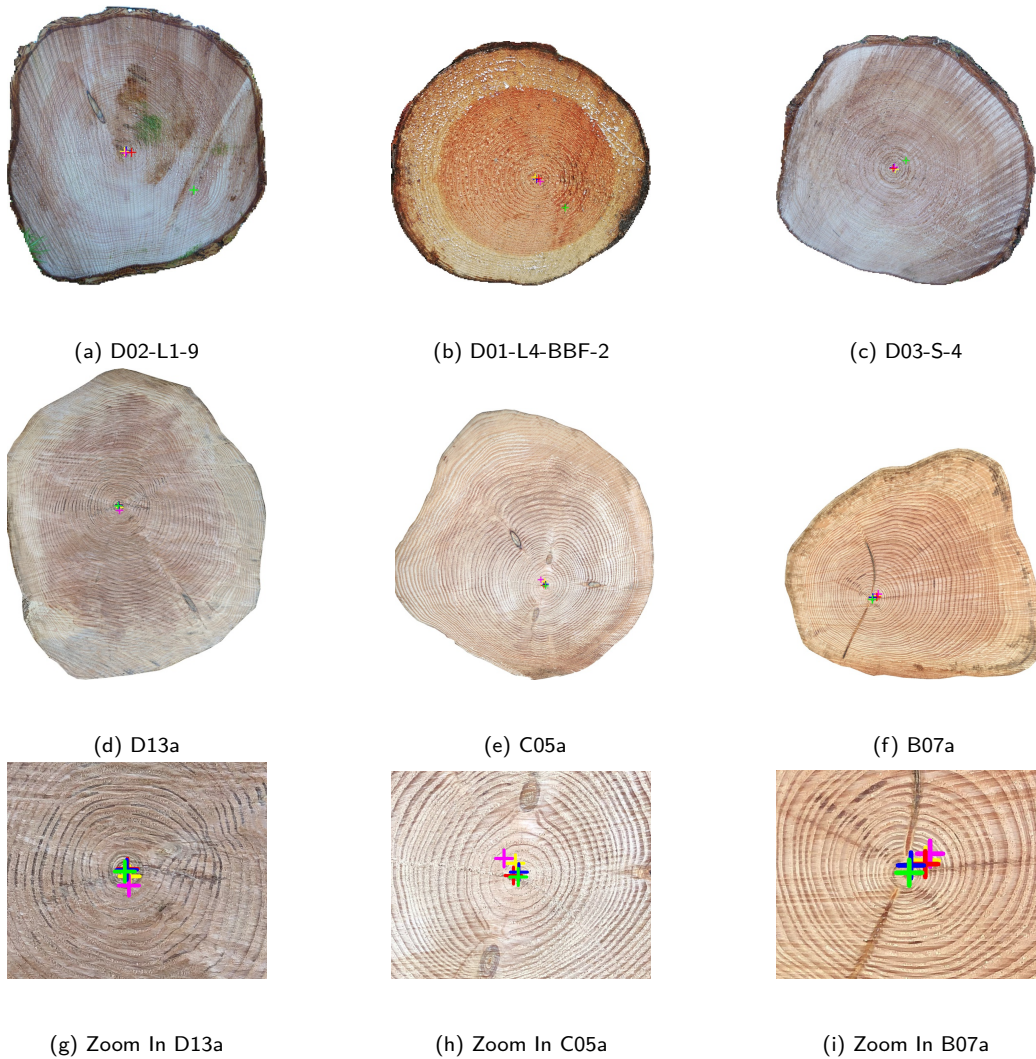 (a) D02-L1-9
(b) D01-L4-BBF-2
(c) D03-S-4
(d) D13a
(e) C05a
(f) B07a
(g) Zoom In D13a
(h) Zoom In C05a
(i) Zoom In B07a